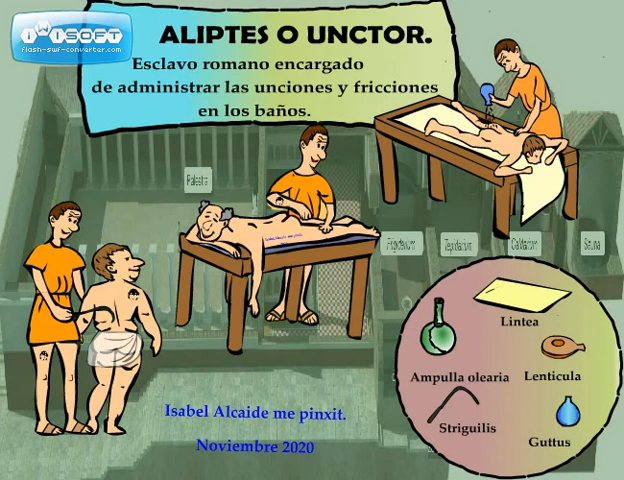 iWiSOFT
flash-swf-converter.com
ALIPTES O UNCTOR.
Esclavo romano encargado
de administrar las unciones y fricciones
en los baños.
Palestra
Frigidarium
Tepidarium
Caldarium
Sauna
Lintea
Ampulla olearia
Lenticula
Striguilis
Guttus
Isabel Alcaide me pinxit.
Noviembre 2020